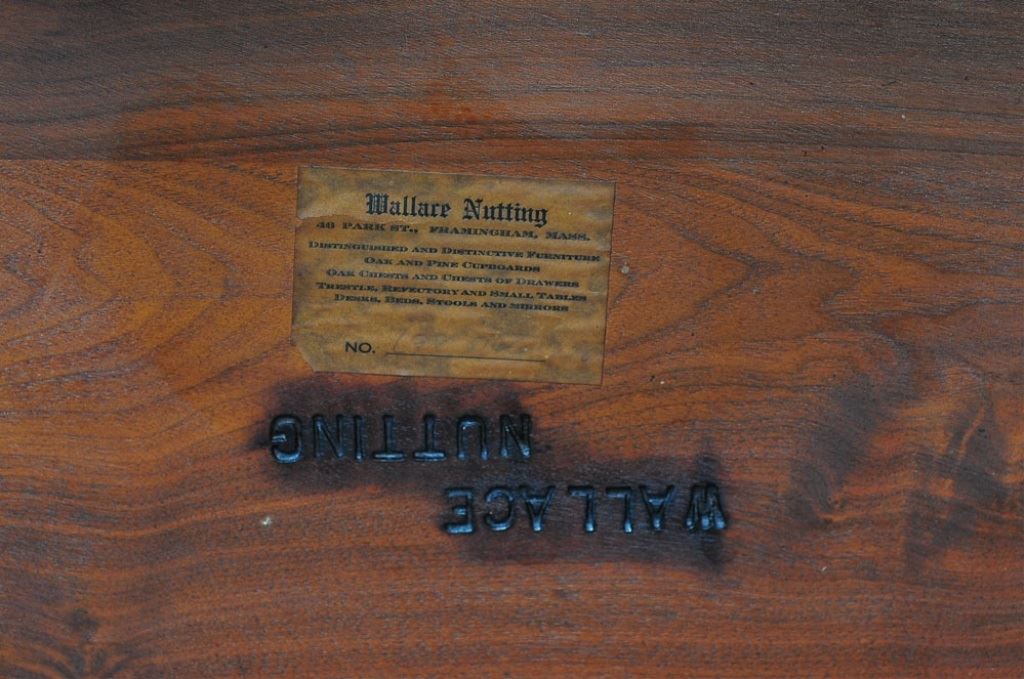 Wallace Nutting
46 PARK ST., FRAMINGHAM, MASS.
DISTINGUISHED AND DISTINCTIVE FURNITURE
OAK AND PINE CUPBOARDS
OAK CHESTS AND CHESTS OF DRAWERS
TRESTLE, REFECTORY AND SMALL TABLES
DESKS, BEDS, STOOLS AND MIRRORS
NO.
WALLACE
NUTTING